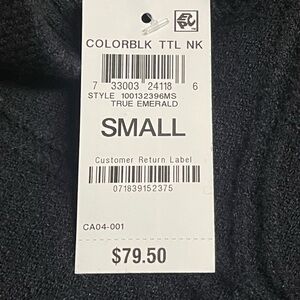 COLORBLK TTL NK
7 33003 24118 6
STYLE 100132396MS
TRUE EMERALD
SMALL
Customer Return Label
071839152375
CA04-001
$79.50